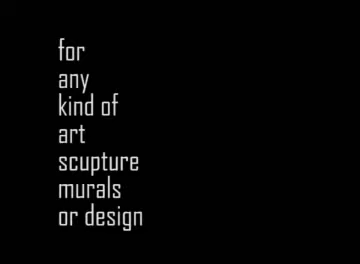 for
any
kind of
art
scupture
murals
or design